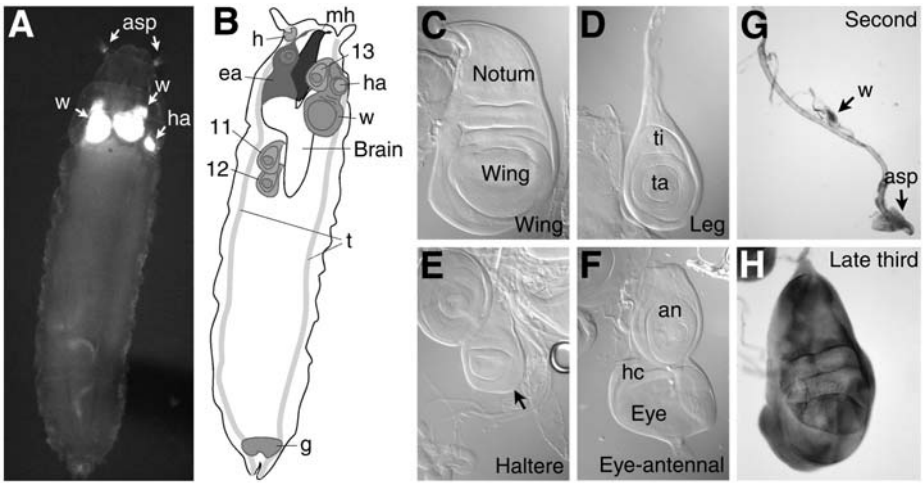 A
asp
w
w
ha
B
mh
h
13
ea
ha
w
11
Brain
12
t
g
C
Notum
Wing
Wing
D
ti
ta
Leg
E
Haltere
F
an
hc
Eye
Eye-antennal
G
Second
w
asp
H
Late third